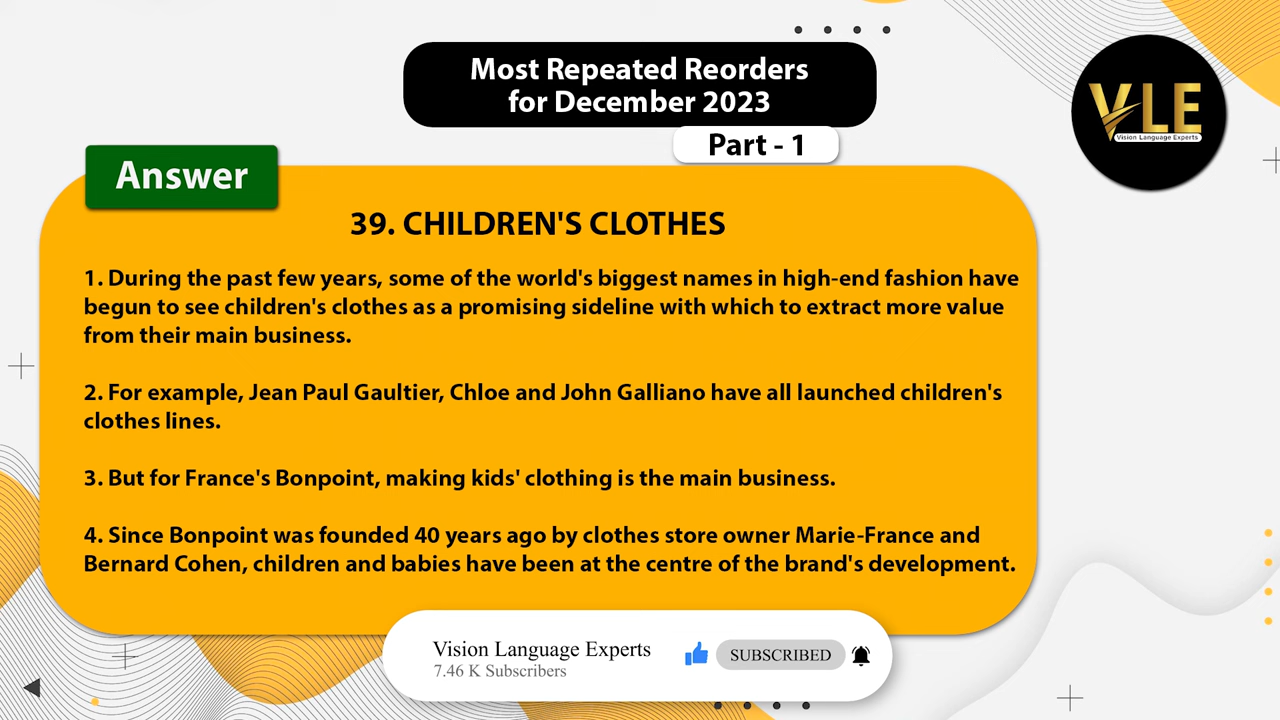 Most Repeated Reorders
for December 2023
Part - 1
VLE
Vision Language Experts
Answer
39. CHILDREN'S CLOTHES
1. During the past few years, some of the world's biggest names in high-end fashion have
begun to see children's clothes as a promising sideline with which to extract more value
from their main business.
2. For example, Jean Paul Gaultier, Chloe and John Galliano have all launched children's
clothes lines.
3. But for France's Bonpoint, making kids' clothing is the main business.
4. Since Bonpoint was founded 40 years ago by clothes store owner Marie-France and
Bernard Cohen, children and babies have been at the centre of the brand's development.
Vision Language Experts
7.46 K Subscribers
SUBSCRIBED